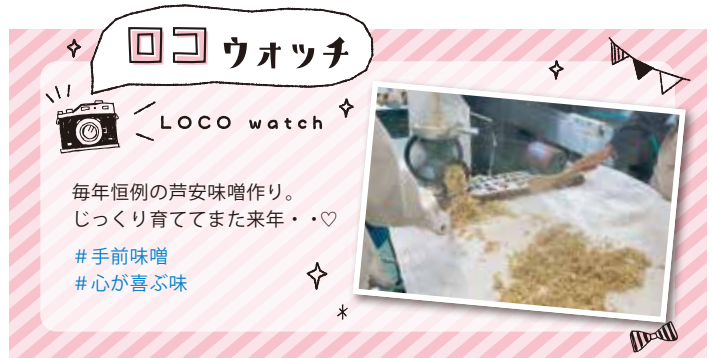 ロコウォッチ
LOCO watch
毎年恒例の芦安味噌作り。
じっくり育ててまた来年・・♡
＃手前味噌
＃心が喜ぶ味